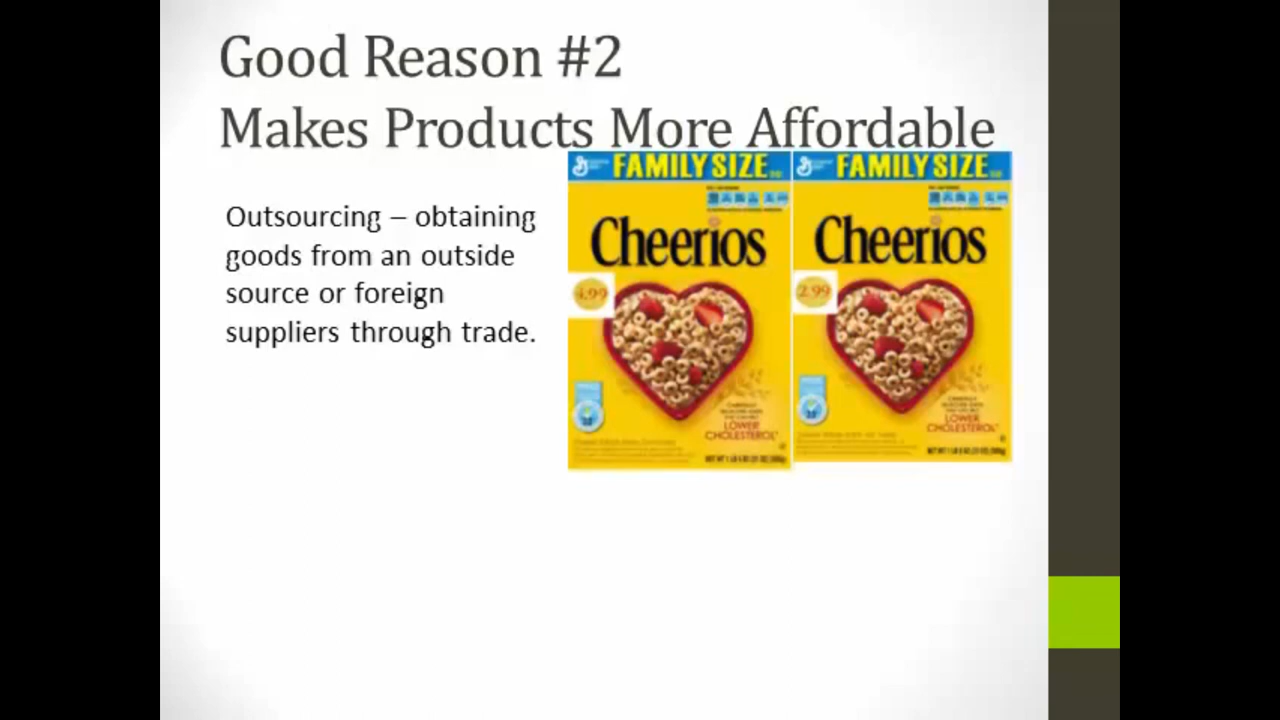 Good Reason #2
Makes Products More Affordable
Outsourcing – obtaining
goods from an outside
source or foreign
suppliers through trade.
FAMILY SIZE
Cheerios
4.99
LOWER
CHOLESTEROL*
FAMILY SIZE
Cheerios
2.99
LOWER
CHOLESTEROL*